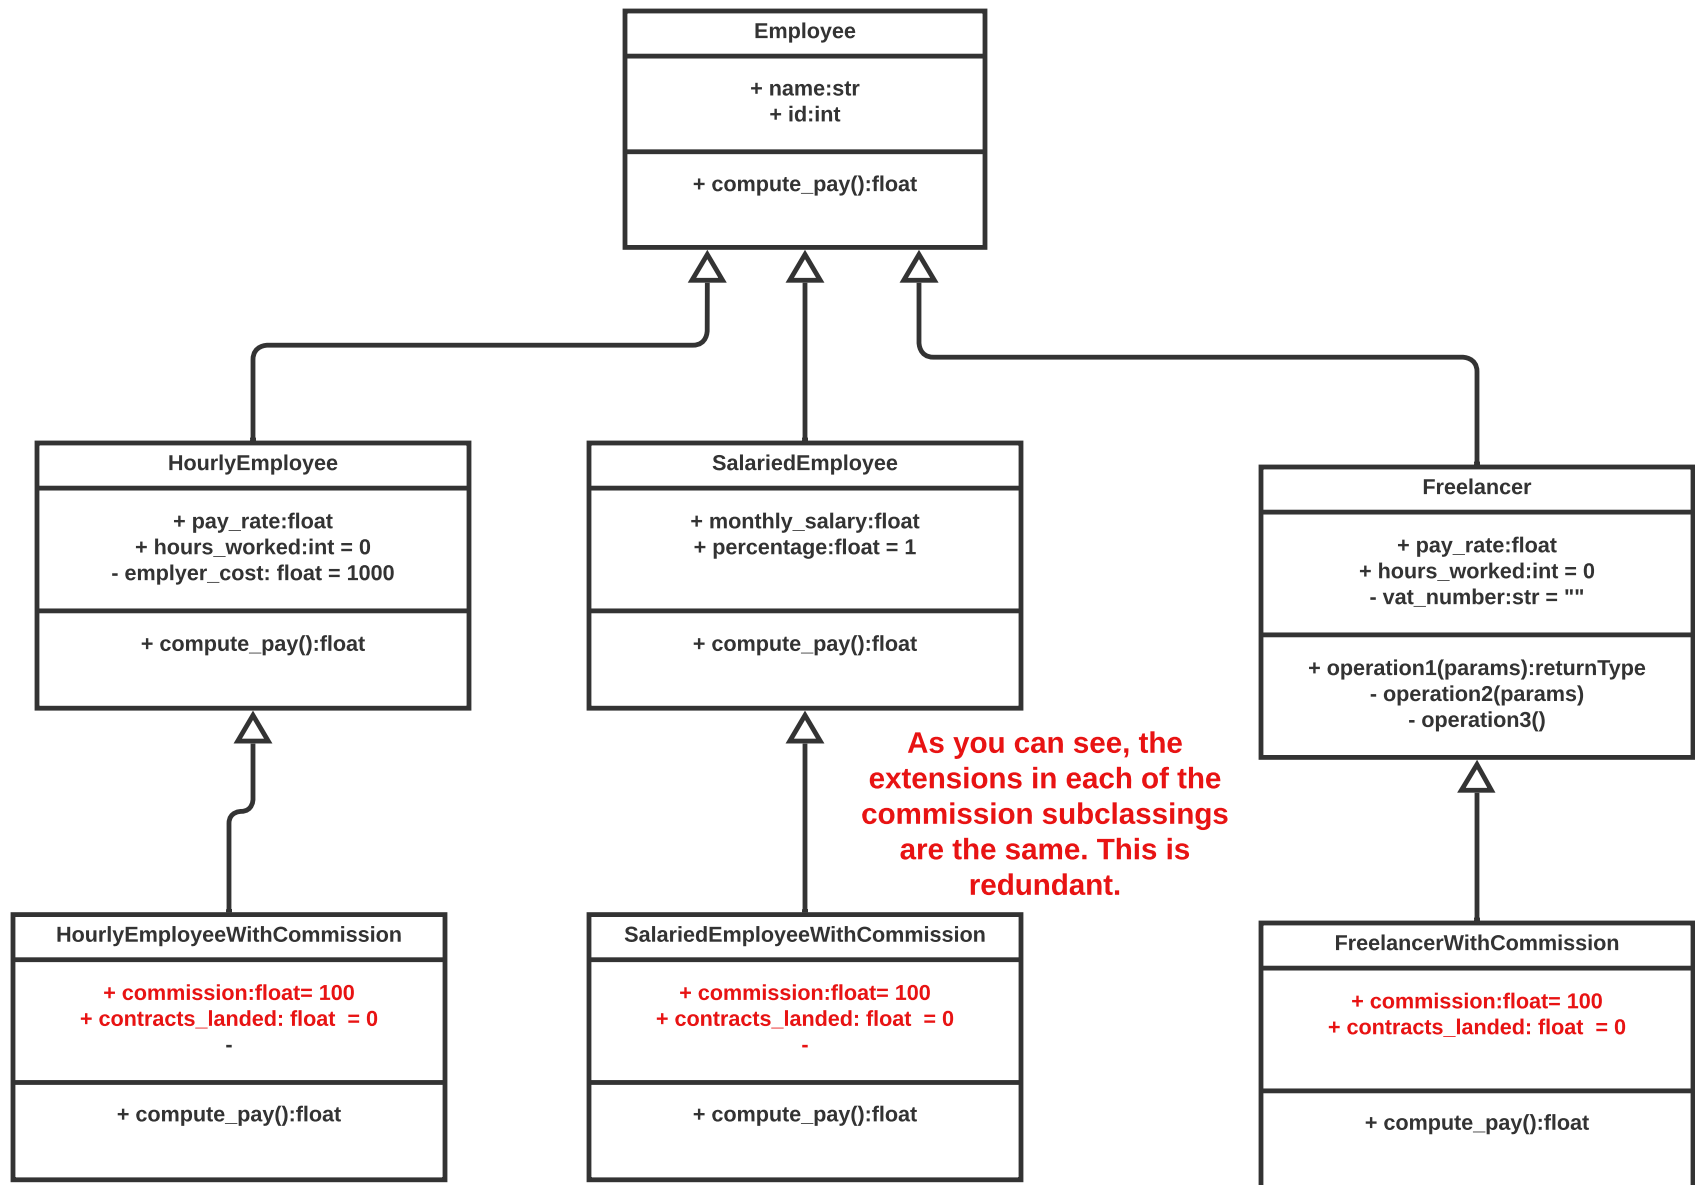 Employee
+ name:str
+ id:int
+ compute_pay():float
HourlyEmployee
+ pay_rate:float
+ hours_worked:int = 0
- emplyer_cost: float = 1000
+ compute_pay():float
SalariedEmployee
+ monthly_salary:float
+ percentage:float = 1
+ compute_pay():float
Freelancer
+ pay_rate:float
+ hours_worked:int = 0
- vat_number:str = ""
+ operation1(params):returnType
- operation2(params)
- operation3()
As you can see, the
extensions in each of the
commission subclassings
are the same. This is
redundant.
HourlyEmployeeWithCommission
+ commission:float= 100
+ contracts_landed: float  = 0
-
+ compute_pay():float
SalariedEmployeeWithCommission
+ commission:float= 100
+ contracts_landed: float  = 0
-
+ compute_pay():float
FreelancerWithCommission
+ commission:float= 100
+ contracts_landed: float  = 0
+ compute_pay():float